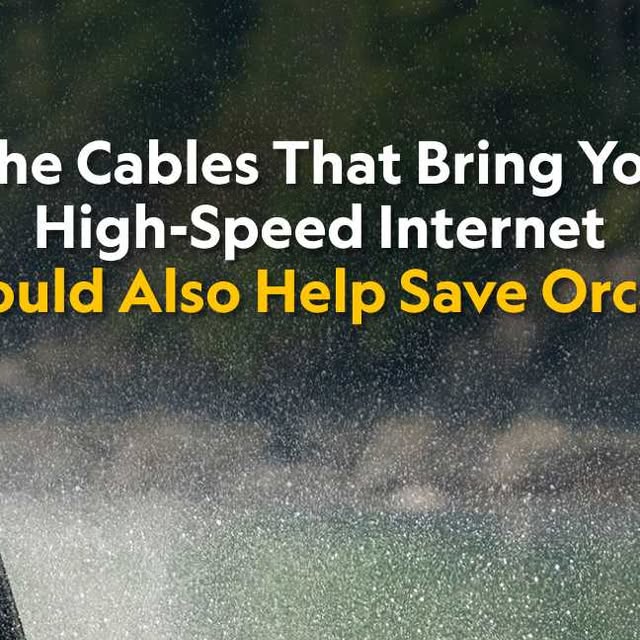 he Cables That Bring Yo
High-Speed Internet
ould Also Help Save Orc